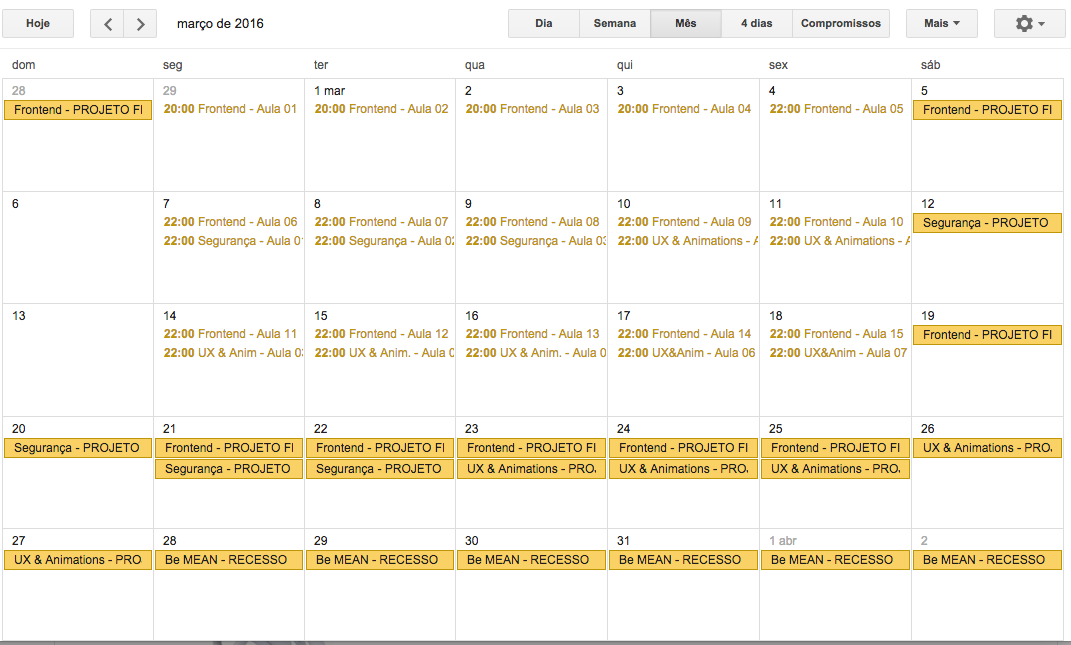 Hoje março de 2016 Dia Semana Mês 4 dias Compromissos Mais
dom seg ter qua qui sex sáb
28 29 1 mar 2 3 4 5
Frontend - PROJETO FI 20:00 Frontend - Aula 01 20:00 Frontend - Aula 02 20:00 Frontend - Aula 03 20:00 Frontend - Aula 04 22:00 Frontend - Aula 05 Frontend - PROJETO FI
6 7 8 9 10 11 12
22:00 Frontend - Aula 06 22:00 Frontend - Aula 07 22:00 Frontend - Aula 08 22:00 Frontend - Aula 09 22:00 Frontend - Aula 10 Segurança - PROJETO
22:00 Segurança - Aula 01 22:00 Segurança - Aula 02 22:00 Segurança - Aula 03 22:00 UX & Animations - A 22:00 UX & Animations - A
13 14 15 16 17 18 19
22:00 Frontend - Aula 11 22:00 Frontend - Aula 12 22:00 Frontend - Aula 13 22:00 Frontend - Aula 14 22:00 Frontend - Aula 15 Frontend - PROJETO FI
22:00 UX & Anim - Aula 03 22:00 UX & Anim. - Aula 0 22:00 UX & Anim. - Aula 0 22:00 UX&Anim - Aula 06 22:00 UX&Anim - Aula 07
20 21 22 23 24 25 26
Segurança - PROJETO Frontend - PROJETO FI Frontend - PROJETO FI Frontend - PROJETO FI Frontend - PROJETO FI Frontend - PROJETO FI UX & Animations - PRO
Segurança - PROJETO Segurança - PROJETO UX & Animations - PRO UX & Animations - PRO UX & Animations - PRO
27 28 29 30 31 1 abr 2
UX & Animations - PRO Be MEAN - RECESSO Be MEAN - RECESSO Be MEAN - RECESSO Be MEAN - RECESSO Be MEAN - RECESSO Be MEAN - RECESSO